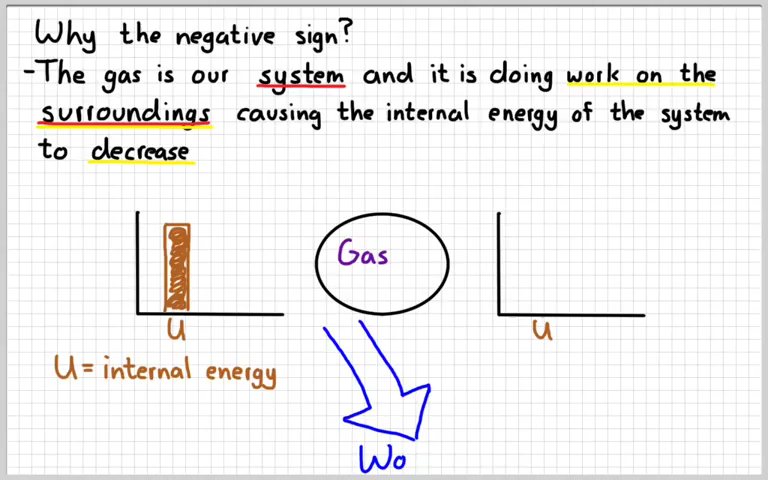 Why the negative sign?
-The gas is our system and it is doing work on the
surroundings causing the internal energy of the system
to decrease
Gas
U
U
U = internal energy
Wo